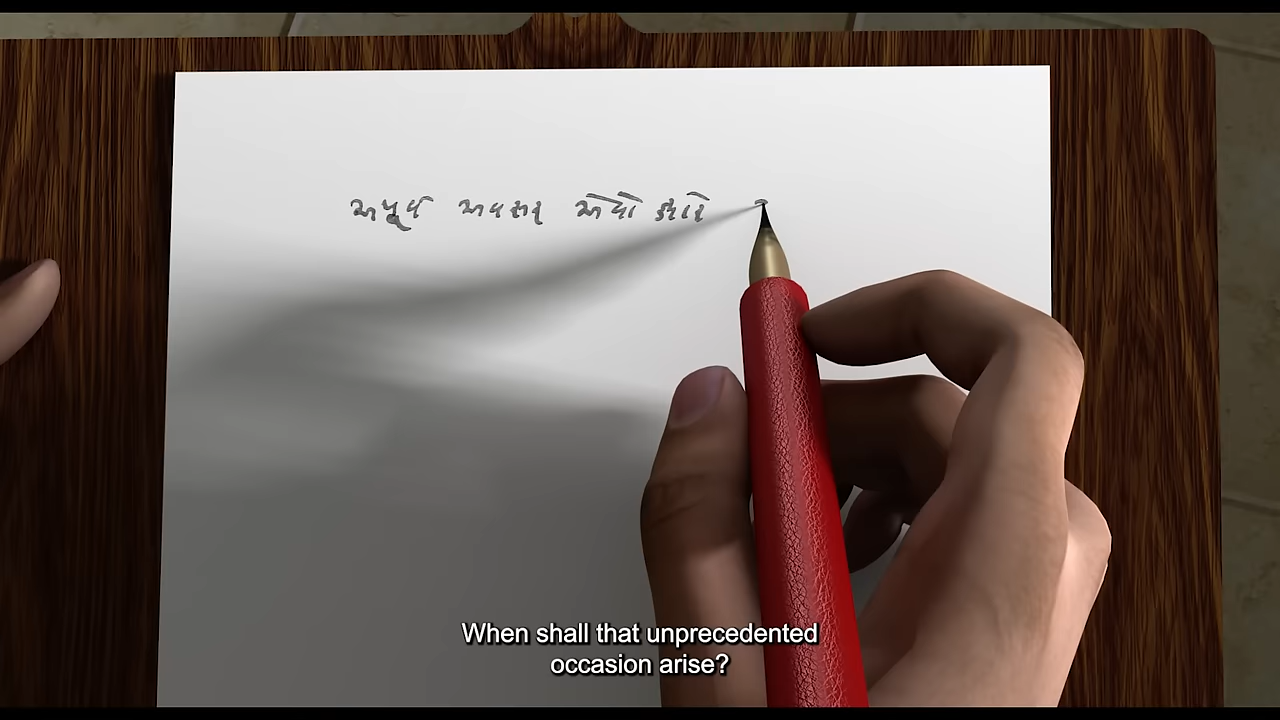 અપૂર્વ અવસર એવો ક્યારે
When shall that unprecedented
occasion arise?